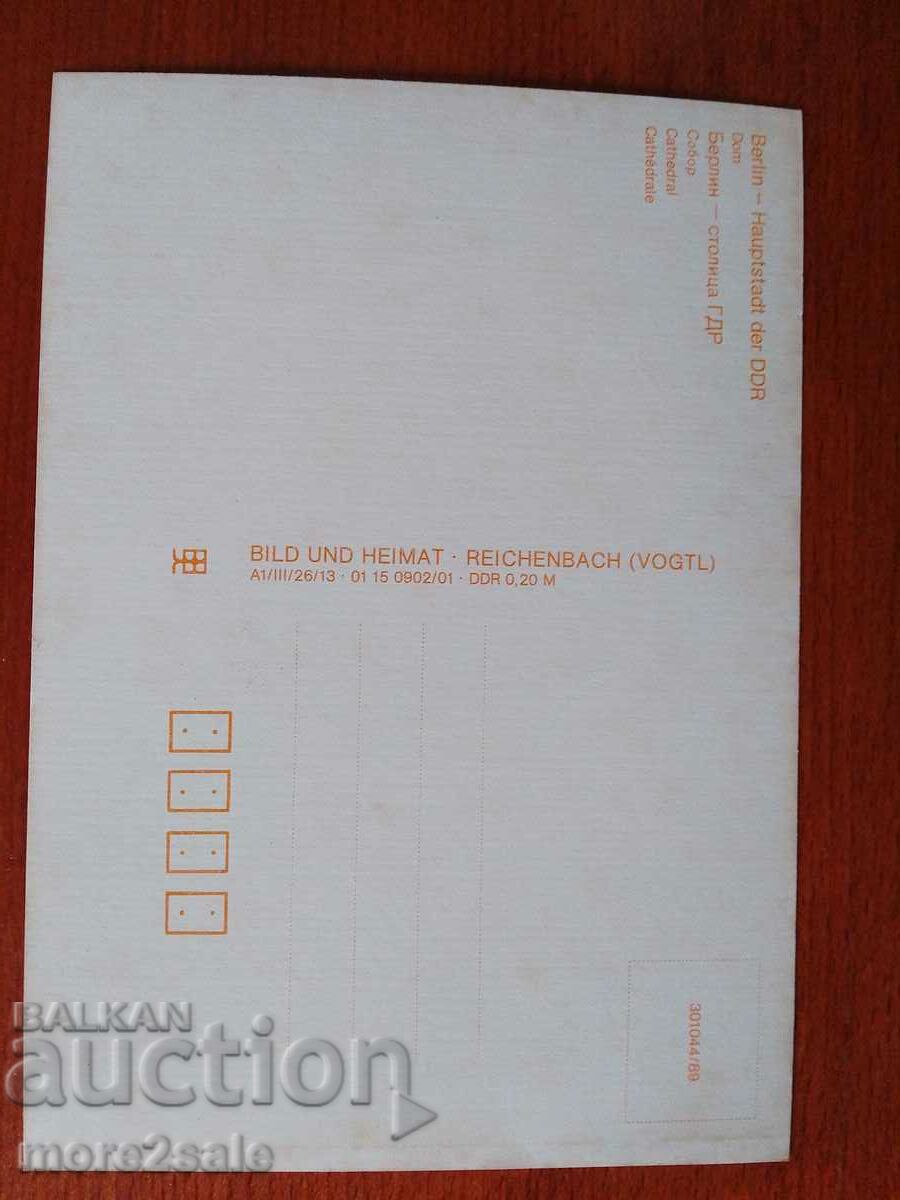 Berlin – Hauptstadt der DDR
Dom
Берлин — столица ГДР
Собор
Cathedral
Cathédrale
BILD UND HEIMAT · REICHENBACH (VOGTL)
A1/III/26/13 · 01 15 0902/01 · DDR 0,20 M
301044/89
BALKAN
auction
more2sale